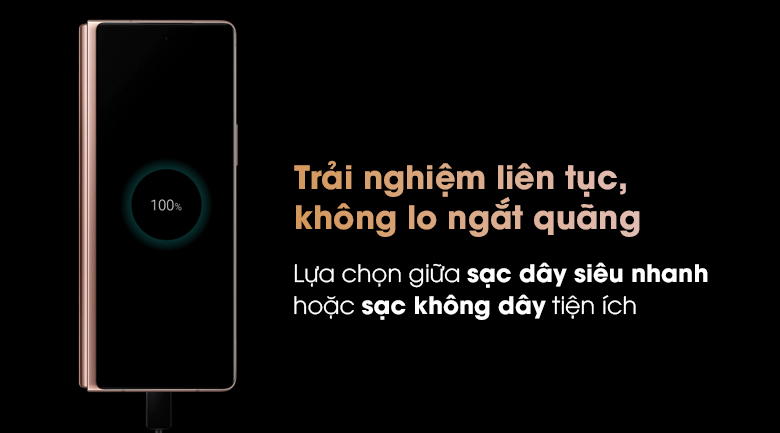 100%
Trải nghiệm liên tục,
không lo ngắt quãng
Lựa chọn giữa sạc dây siêu nhanh
hoặc sạc không dây tiện ích